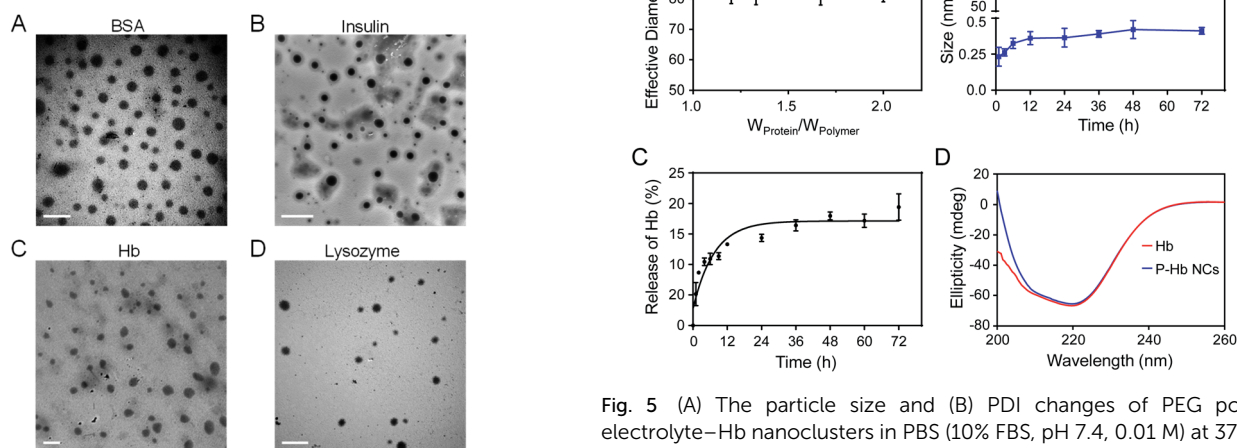 A
BSA
B
Insulin
C
Hb
D
Lysozyme
Effective Diame
80
70
60
50
1.0
1.5
2.0
WProtein/WPolymer
Size (nm
50
0.5
0.25
0.0
0 12 24 36 48 60 72
Time (h)
C
Release of Hb (%)
25
20
15
10
20
0
0 12 24 36 48 60 72
Time (h)
D
Ellipticity (mdeg)
20
0
-20
-40
-60
-80
Hb
P-Hb NCs
200 220 240 260
Wavelength (nm)
Fig. 5 (A) The particle size and (B) PDI changes of PEG po
electrolyte–Hb nanoclusters in PBS (10% FBS, pH 7.4, 0.01 M) at 37